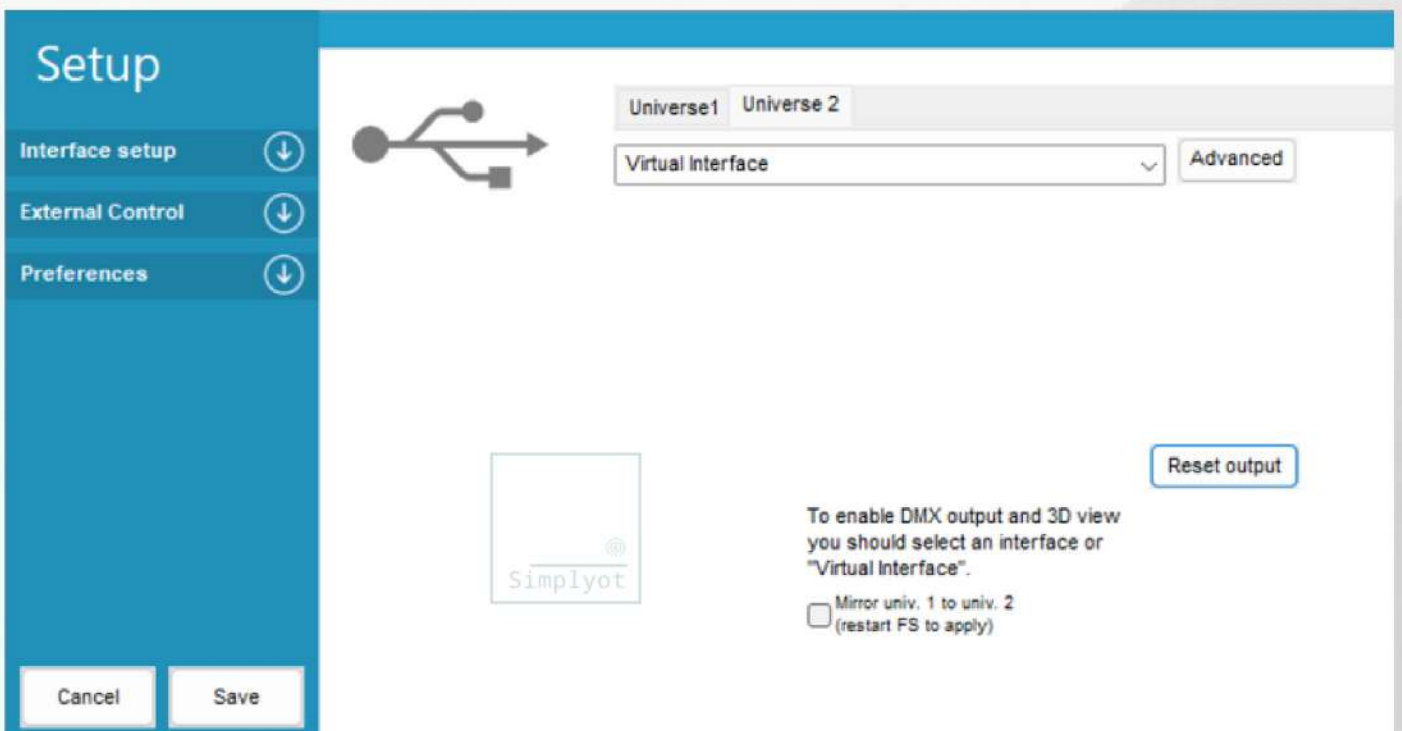 Setup
Interface setup
External Control
Preferences
Cancel
Save
Universe1
Universe 2
Virtual Interface
Advanced
Reset output
To enable DMX output and 3D view
you should select an interface or
"Virtual Interface".
Mirror univ. 1 to univ. 2
(restart FS to apply)
Simplyot